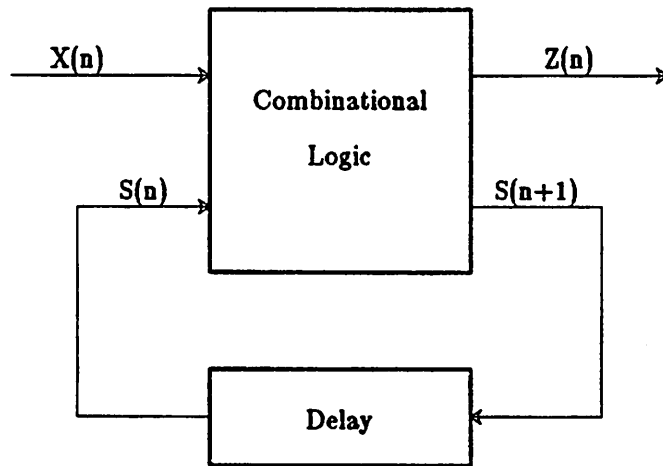 X(n)
Z(n)
Combinational
Logic
S(n)
S(n+1)
Delay